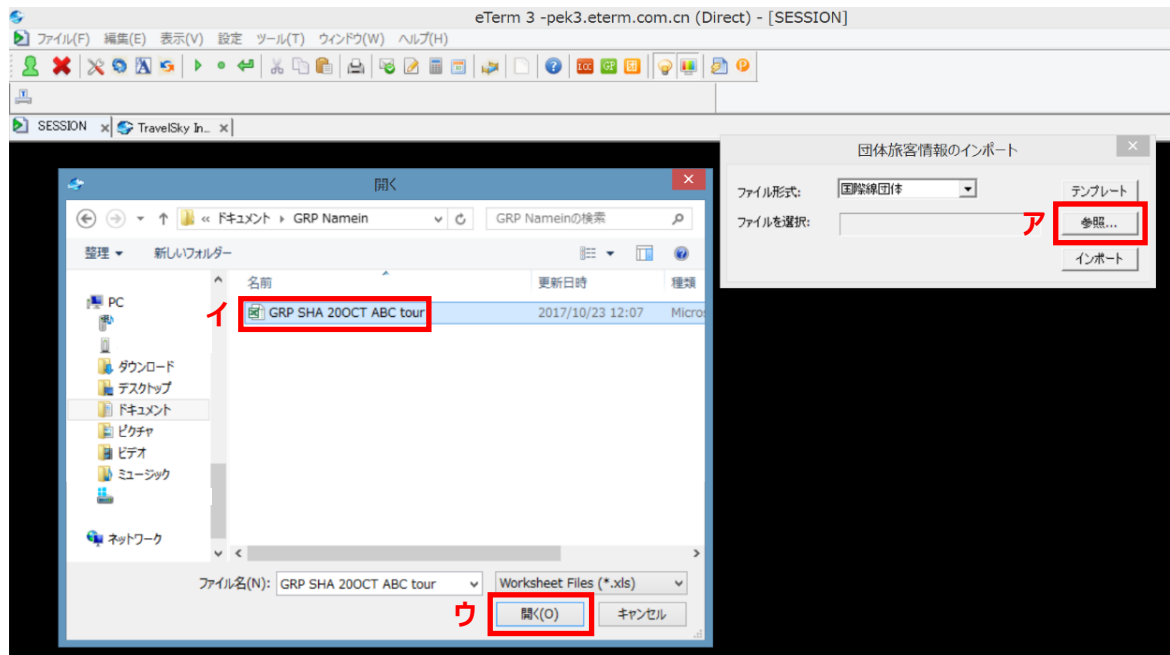 eTerm 3 -pek3.eterm.com.cn (Direct) - [SESSION]
ファイル(F) 編集(E) 表示(V) 設定 ツール(T) ウィンドウ(W) ヘルプ(H)
SESSION x TravelSky In... x
団体旅客情報のインポート
ファイル形式: 国際線団体 テンプレート
ファイルを選択: ア 参照...
インポート
開く
« ドキュメント GRP Namein GRP Nameinの検索
整理 新しいフォルダー
名前 更新日時 種類
PC
イ GRP SHA 20OCT ABC tour 2017/10/23 12:07 Micro
ダウンロード
デスクトップ
ドキュメント
ピクチャ
ビデオ
ミュージック
ネットワーク
ファイル名(N): GRP SHA 20OCT ABC tour Worksheet Files (*.xls)
ウ 開く(O) キャンセル